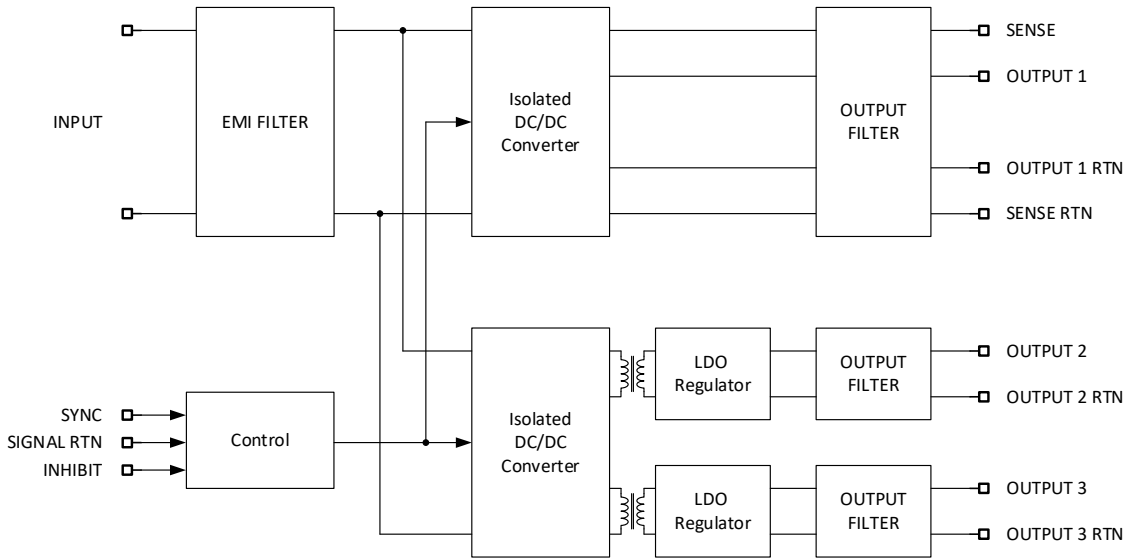 INPUT
EMI FILTER
Isolated
DC/DC
Converter
OUTPUT
FILTER
SENSE
OUTPUT 1
OUTPUT 1 RTN
SENSE RTN
SYNC
SIGNAL RTN
INHIBIT
Control
Isolated
DC/DC
Converter
LDO
Regulator
OUTPUT
FILTER
OUTPUT 2
OUTPUT 2 RTN
LDO
Regulator
OUTPUT
FILTER
OUTPUT 3
OUTPUT 3 RTN